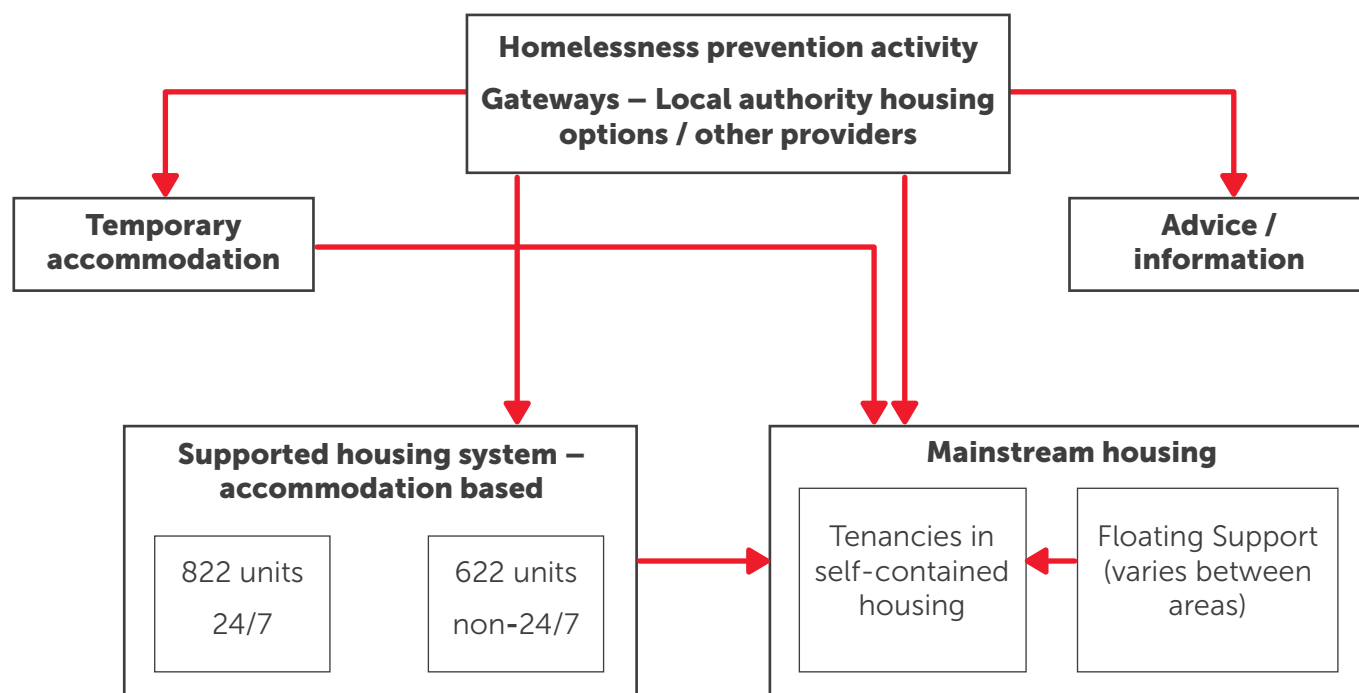 Homelessness prevention activity
Gateways – Local authority housing
options / other providers
Temporary
accommodation
Advice /
information
Supported housing system –
accommodation based
822 units
24/7
622 units
non-24/7
Mainstream housing
Tenancies in
self-contained
housing
Floating Support
(varies between
areas)